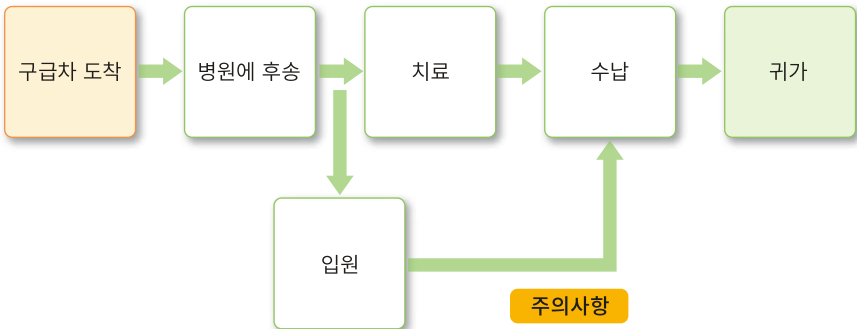 구급차 도착
병원에 후송
치료
수납
귀가
입원
주의사항